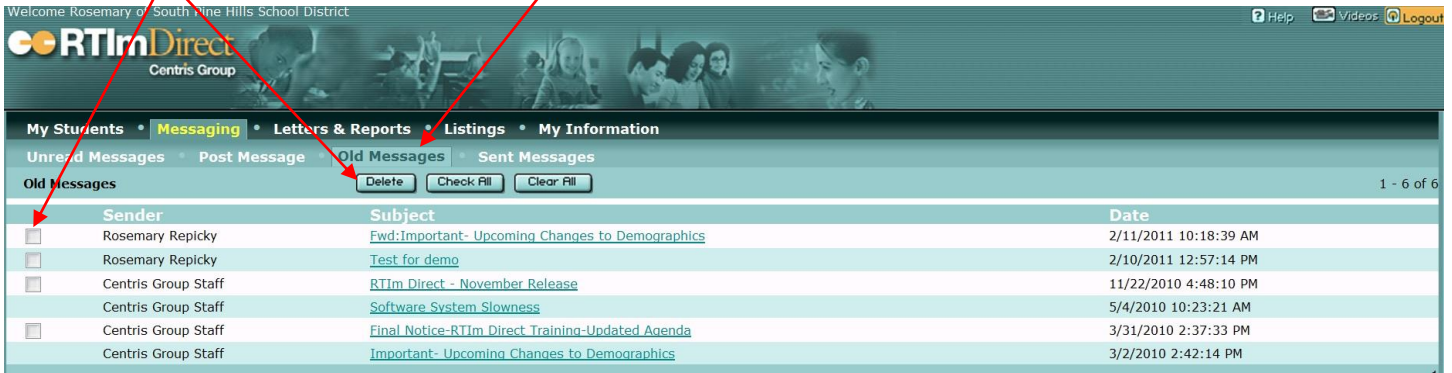 Welcome Rosemary of South Pine Hills School District
Help Videos Logout
RTImDirect
Centris Group
My Students • Messaging • Letters & Reports • Listings • My Information
Unread Messages • Post Message • Old Messages • Sent Messages
Old Messages Delete Check All Clear All 1 - 6 of 6
Sender Subject Date
Rosemary Repicky Fwd:Important- Upcoming Changes to Demographics 2/11/2011 10:18:39 AM
Rosemary Repicky Test for demo 2/10/2011 12:57:14 PM
Centris Group Staff RTIm Direct - November Release 11/22/2010 4:48:10 PM
Centris Group Staff Software System Slowness 5/4/2010 10:23:21 AM
Centris Group Staff Final Notice-RTIm Direct Training-Updated Agenda 3/31/2010 2:37:33 PM
Centris Group Staff Important- Upcoming Changes to Demographics 3/2/2010 2:42:14 PM